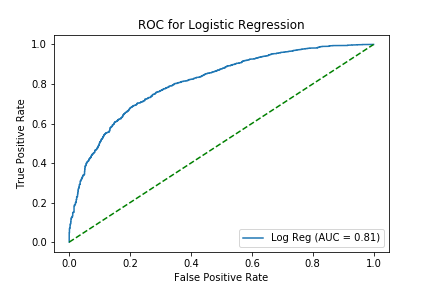 ROC for Logistic Regression
1.0
0.8
0.6
0.4
0.2
0.0
True Positive Rate
Log Reg (AUC = 0.81)
0.0 0.2 0.4 0.6 0.8 1.0
False Positive Rate